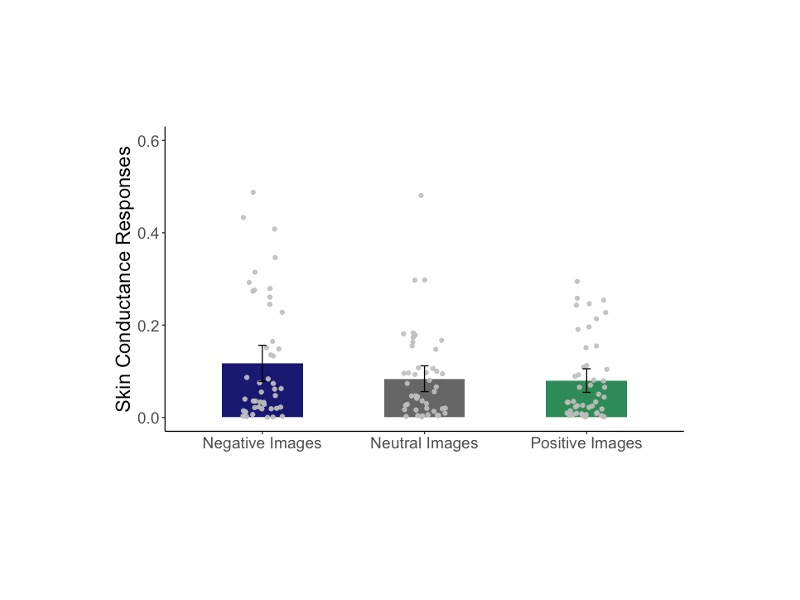 Skin Conductance Responses
0.6
0.4
0.2
0.0
Negative Images Neutral Images Positive Images